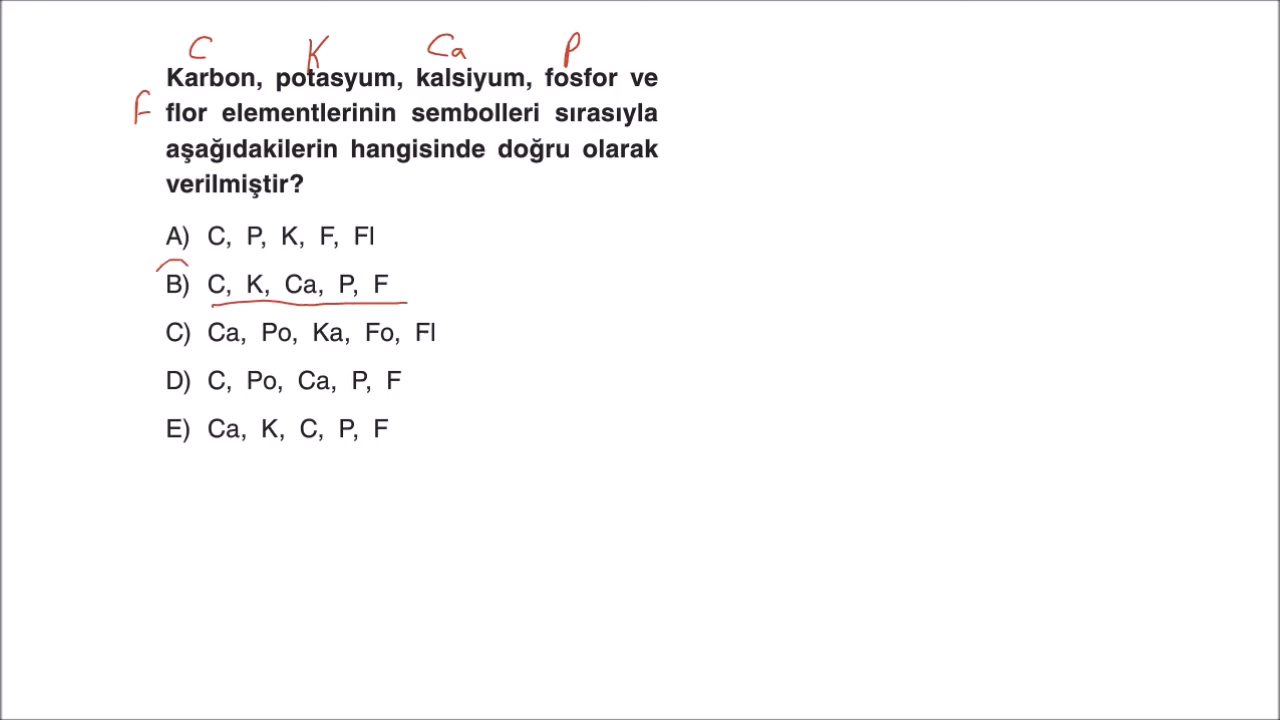 C K Ca P
Karbon, potasyum, kalsiyum, fosfor ve
F flor elementlerinin sembolleri sırasıyla
aşağıdakilerin hangisinde doğru olarak
verilmiştir?
A) C, P, K, F, Fl
B) C, K, Ca, P, F
C) Ca, Po, Ka, Fo, Fl
D) C, Po, Ca, P, F
E) Ca, K, C, P, F